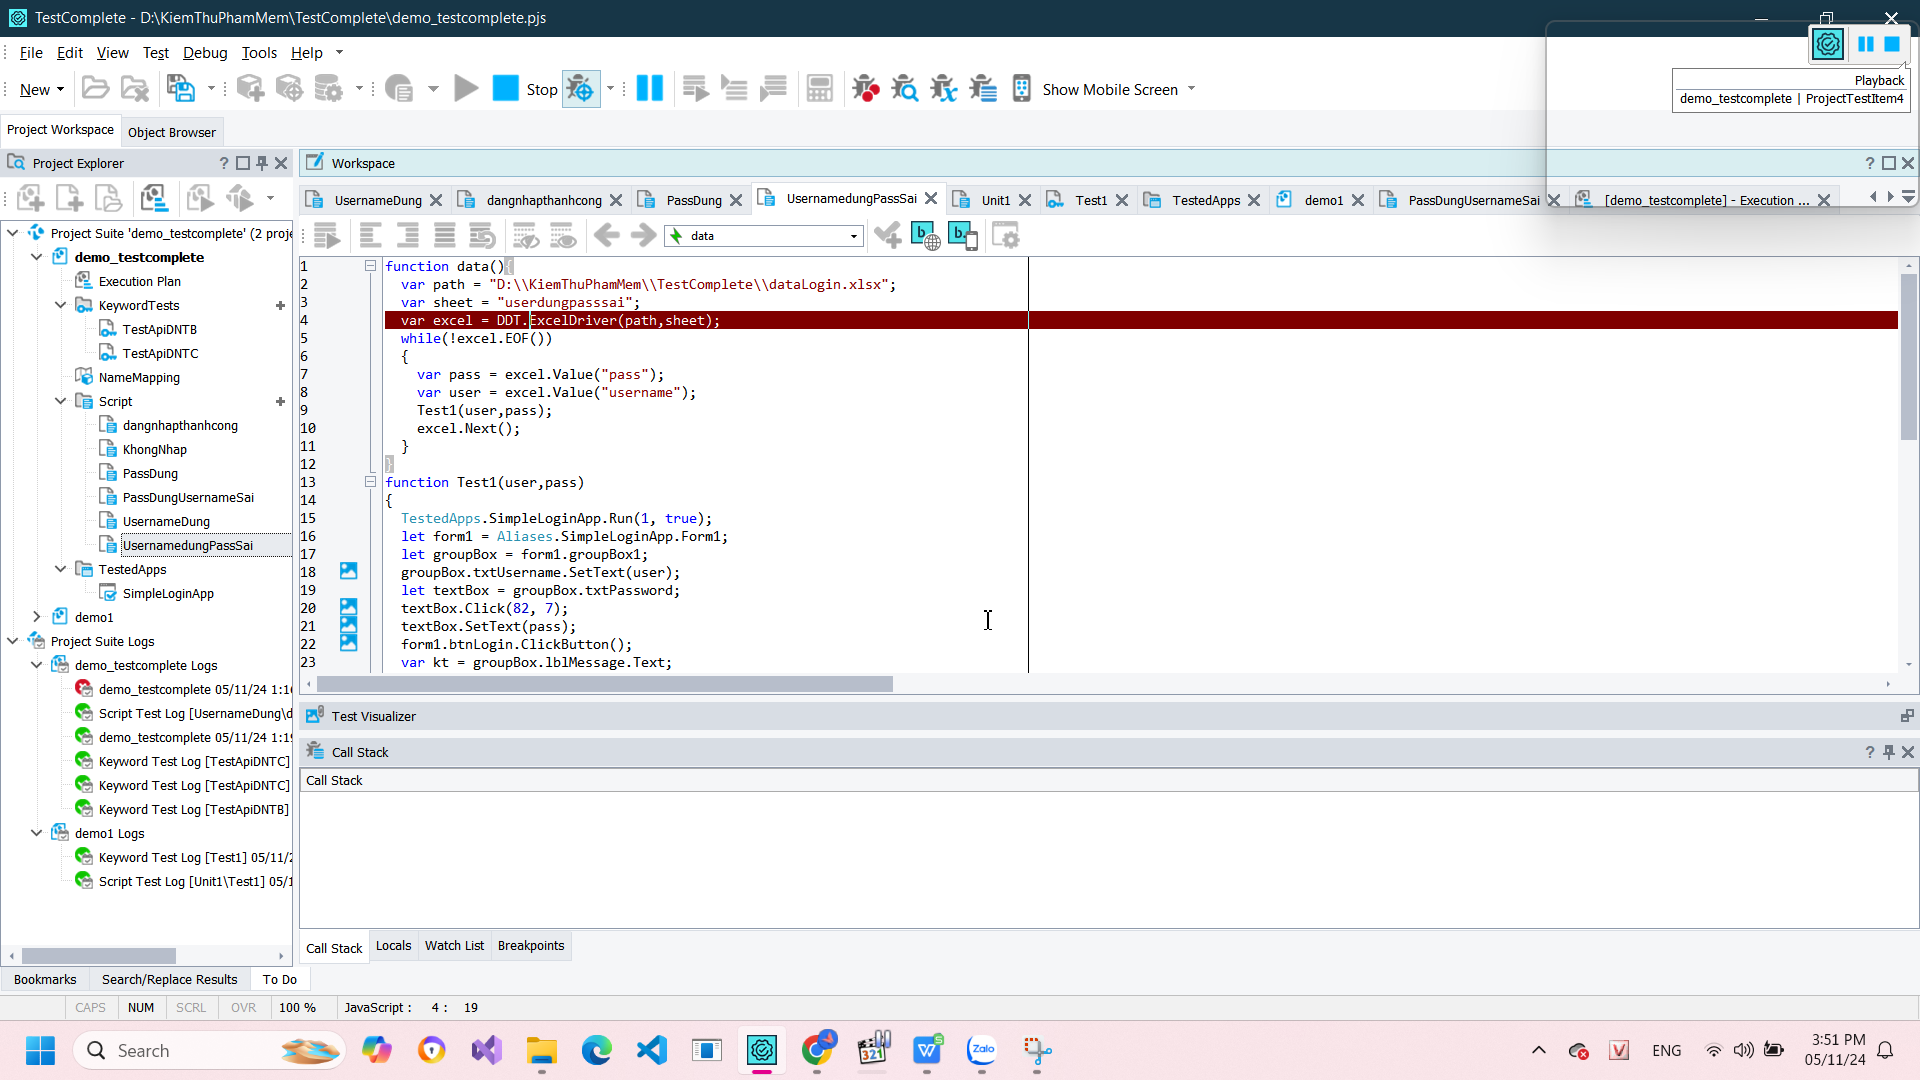 TestComplete - D:\KiemThuPhamMem\TestComplete\demo_testcomplete.pjs
File Edit View Test Debug Tools Help
New
Stop
Show Mobile Screen
Playback
demo_testcomplete | ProjectTestItem4
Project Workspace
Object Browser
Project Explorer
Workspace
UsernameDung
dangnhapthanhcong
PassDung
UsernamedungPassSai
Unit1
Test1
TestedApps
demo1
PassDungUsernameSai
[demo_testcomplete] - Execution ...
data
Project Suite 'demo_testcomplete' (2 proje
demo_testcomplete
Execution Plan
KeywordTests
TestApiDNTB
TestApiDNTC
NameMapping
Script
dangnhapthanhcong
KhongNhap
PassDung
PassDungUsernameSai
UsernameDung
UsernamedungPassSai
TestedApps
SimpleLoginApp
demo1
Project Suite Logs
demo_testcomplete Logs
demo_testcomplete 05/11/24 1:16
Script Test Log [UsernameDung\d
demo_testcomplete 05/11/24 1:19
Keyword Test Log [TestApiDNTC]
Keyword Test Log [TestApiDNTC]
Keyword Test Log [TestApiDNTB]
demo1 Logs
Keyword Test Log [Test1] 05/11/2
Script Test Log [Unit1\Test1] 05/1
1 function data(){
2 var path = "D:\\KiemThuPhamMem\\TestComplete\\dataLogin.xlsx";
3 var sheet = "userdungpasssai";
4 var excel = DDT.ExcelDriver(path,sheet);
5 while(!excel.EOF())
6 {
7 var pass = excel.Value("pass");
8 var user = excel.Value("username");
9 Test1(user,pass);
10 excel.Next();
11 }
12 }
13 function Test1(user,pass)
14 {
15 TestedApps.SimpleLoginApp.Run(1, true);
16 let form1 = Aliases.SimpleLoginApp.Form1;
17 let groupBox = form1.groupBox1;
18 groupBox.txtUsername.SetText(user);
19 let textBox = groupBox.txtPassword;
20 textBox.Click(82, 7);
21 textBox.SetText(pass);
22 form1.btnLogin.ClickButton();
23 var kt = groupBox.lblMessage.Text;
Test Visualizer
Call Stack
Call Stack
Call Stack
Locals
Watch List
Breakpoints
Bookmarks
Search/Replace Results
To Do
CAPS NUM SCRL OVR 100 % JavaScript : 4 : 19
Search
321
Zalo
ENG
3:51 PM
05/11/24